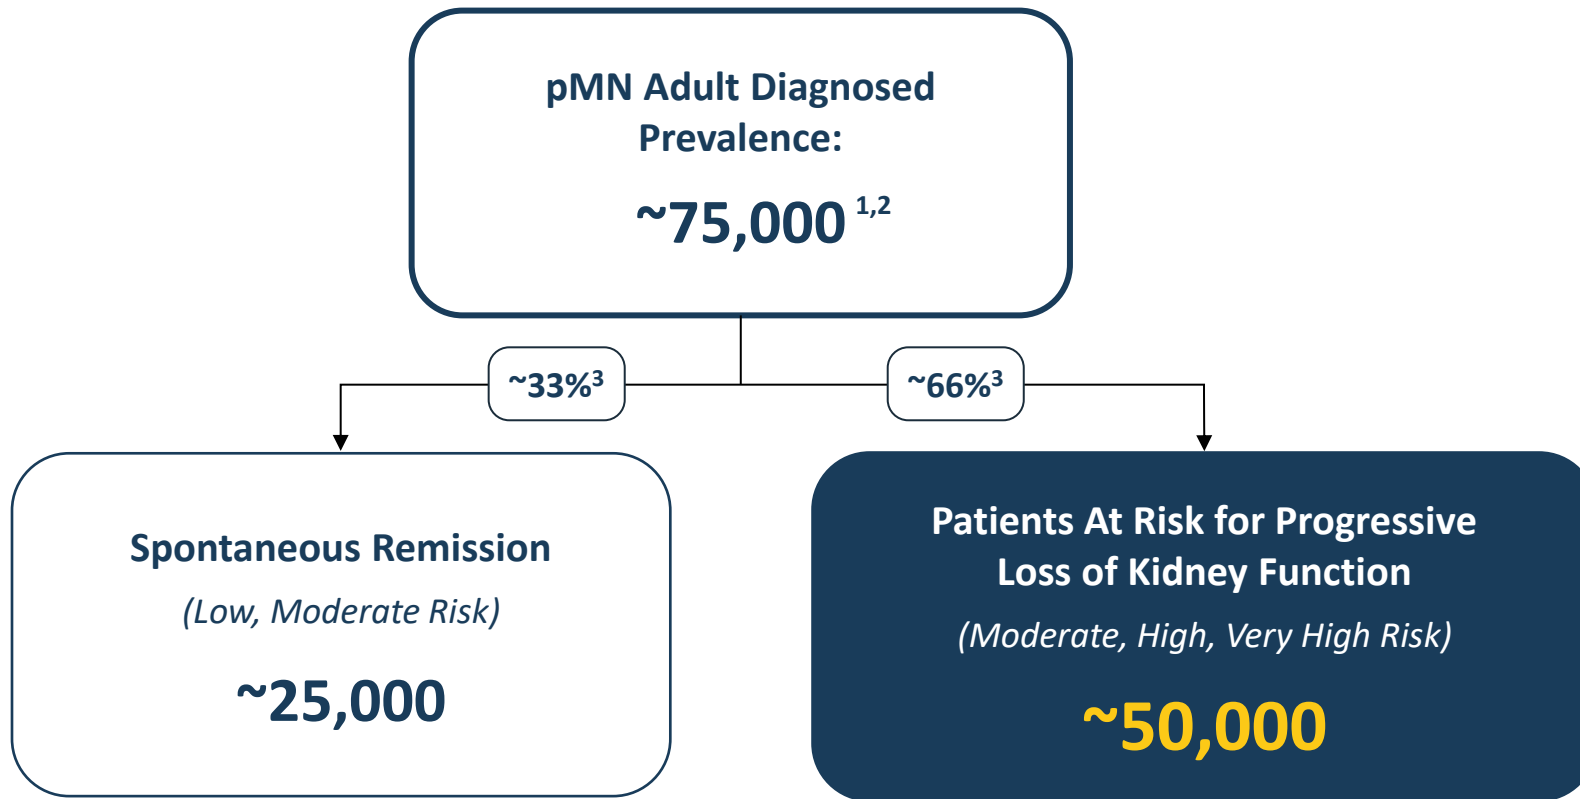 pMN Adult Diagnosed
Prevalence:
~75,000 1,2
~33%3
~66%3
Spontaneous Remission
(Low, Moderate Risk)
~25,000
Patients At Risk for Progressive
Loss of Kidney Function
(Moderate, High, Very High Risk)
~50,000